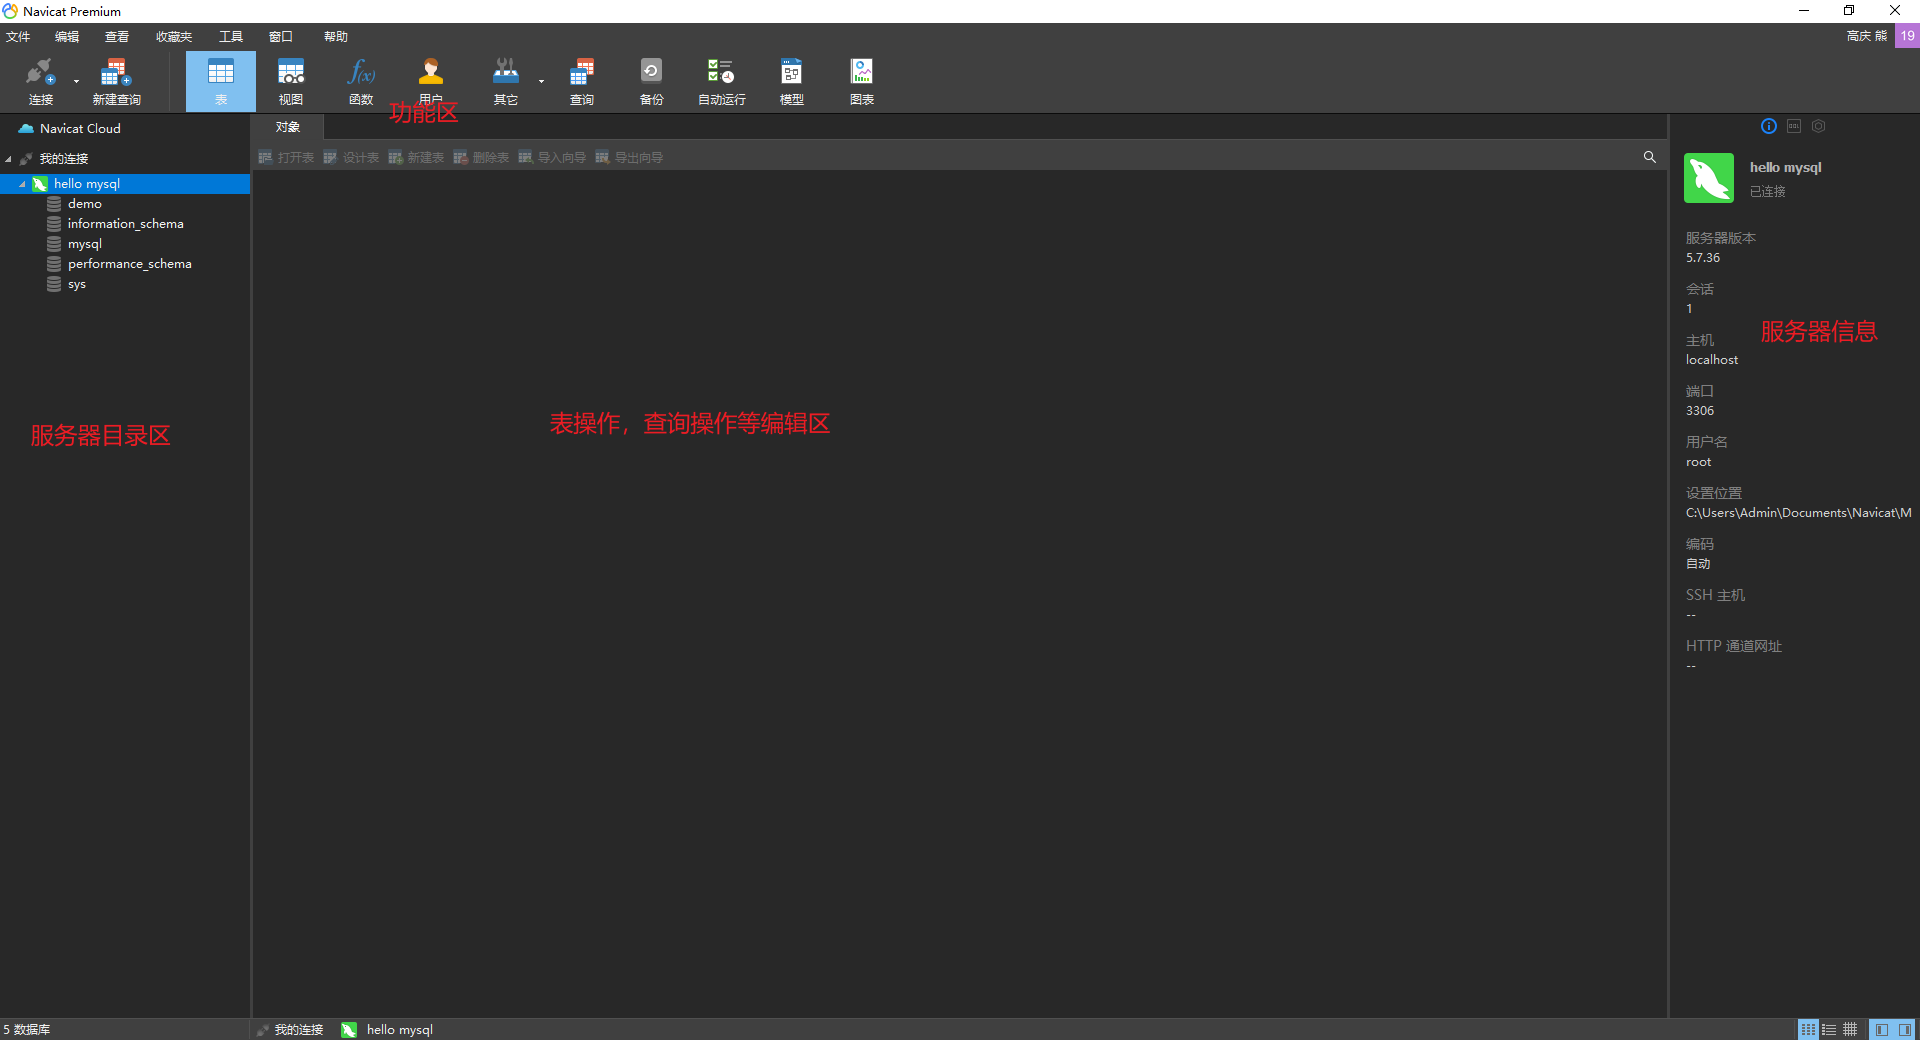 Navicat Premium
文件 编辑 查看 收藏夹 工具 窗口 帮助 高庆 熊 19
连接 新建查询 表 视图 函数 用户 其它 查询 备份 自动运行 模型 图表
功能区
Navicat Cloud
对象
我的连接
打开表 设计表 新建表 删除表 导入向导 导出向导
hello mysql
demo
information_schema
mysql
performance_schema
sys
服务器目录区
表操作，查询操作等编辑区
hello mysql
已连接
服务器版本
5.7.36
会话
1
服务器信息
主机
localhost
端口
3306
用户名
root
设置位置
C:\Users\Admin\Documents\Navicat\M
编码
自动
SSH 主机
--
HTTP 通道网址
--
5 数据库 我的连接 hello mysql